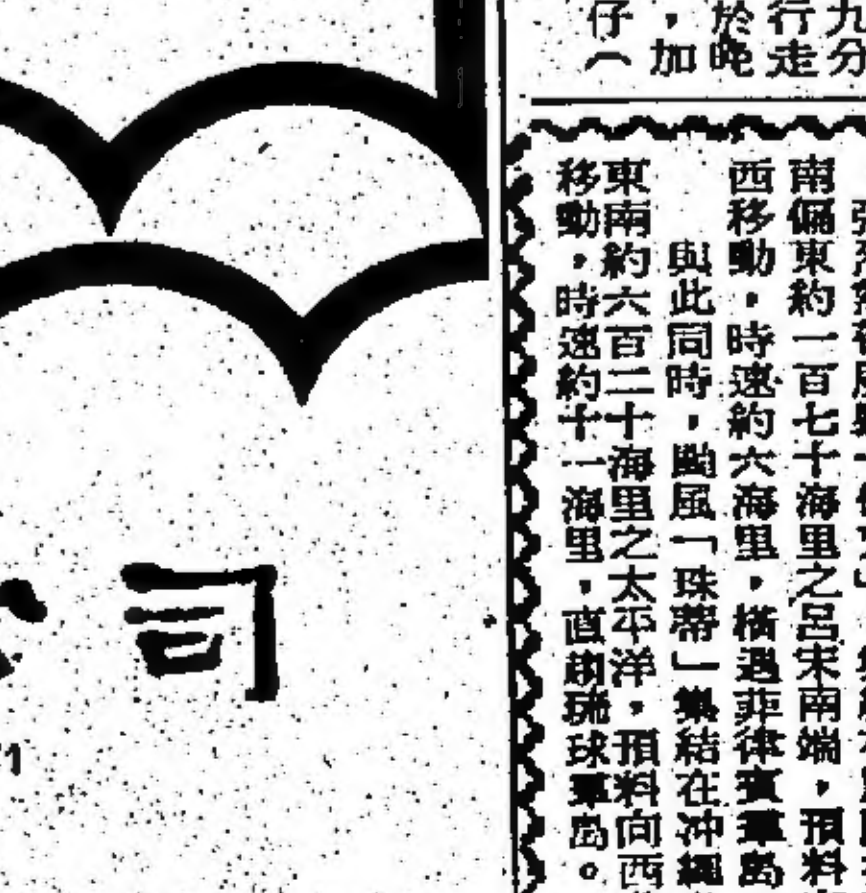 九分
行走
於晚
，加
仔（
南偏東約一百七十海里之呂宋南端，預料
西移動，時速約六海里，橫過菲律賓羣島
與此同時，颱風「珠蒂」集結在沖繩
東南約六百二十海里之太平洋，預料向西
移動，時速約十一海里，直趨琉球羣島。
司
1